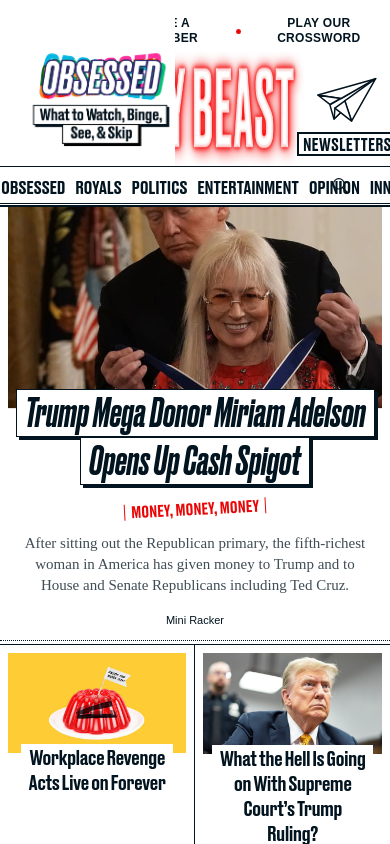 E A
BER
PLAY OUR
CROSSWORD
OBSESSED
What to Watch, Binge,
See, & Skip
Y BEAST
NEWSLETTERS
OBSESSED ROYALS POLITICS ENTERTAINMENT OPINION INN
Trump Mega Donor Miriam Adelson
Opens Up Cash Spigot
MONEY, MONEY, MONEY
After sitting out the Republican primary, the fifth-richest
woman in America has given money to Trump and to
House and Senate Republicans including Ted Cruz.
Mini Racker
Workplace Revenge
Acts Live on Forever
What the Hell Is Going
on With Supreme
Court’s Trump
Ruling?